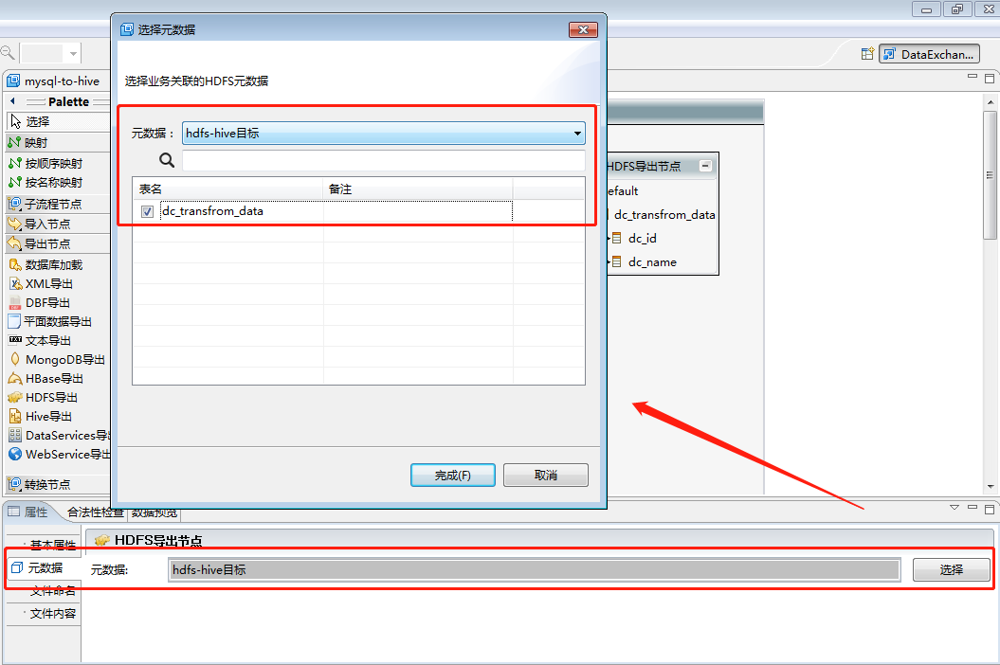 选择元数据
选择业务关联的HDFS元数据
元数据： hdfs-hive目标
表名 备注
dc_transfrom_data
完成(F) 取消
DataExchan...
mysql-to-hive
Palette
选择
映射
按顺序映射
按名称映射
子流程节点
导入节点
导出节点
数据库加载
XML导出
DBF导出
平面数据导出
文本导出
MongoDB导出
HBase导出
HDFS导出
Hive导出
DataServices导出
WebService导出
转换节点
HDFS导出节点
efault
dc_transfrom_data
dc_id
dc_name
属性 合法性检查 数据预览
基本属性
元数据
文件命名
文件内容
HDFS导出节点
元数据: hdfs-hive目标 选择